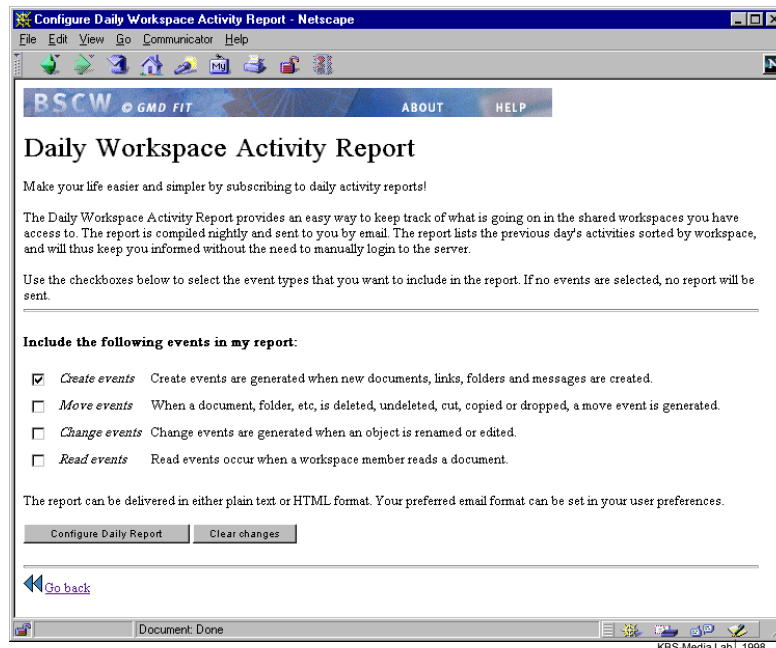 Configure Daily Workspace Activity Report - Netscape
File Edit View Go Communicator Help
My
N
BSCW © GMD FIT ABOUT HELP
Daily Workspace Activity Report
Make your life easier and simpler by subscribing to daily activity reports!
The Daily Workspace Activity Report provides an easy way to keep track of what is going on in the shared workspaces you have
access to. The report is compiled nightly and sent to you by email. The report lists the previous day's activities sorted by workspace,
and will thus keep you informed without the need to manually login to the server.
Use the checkboxes below to select the event types that you want to include in the report. If no events are selected, no report will be
sent.
Include the following events in my report:
Create events Create events are generated when new documents, links, folders and messages are created.
Move events When a document, folder, etc, is deleted, undeleted, cut, copied or dropped, a move event is generated.
Change events Change events are generated when an object is renamed or edited.
Read events Read events occur when a workspace member reads a document.
The report can be delivered in either plain text or HTML format. Your preferred email format can be set in your user preferences.
Configure Daily Report Clear changes
Go back
Document: Done
KBS-Media Lab 1998